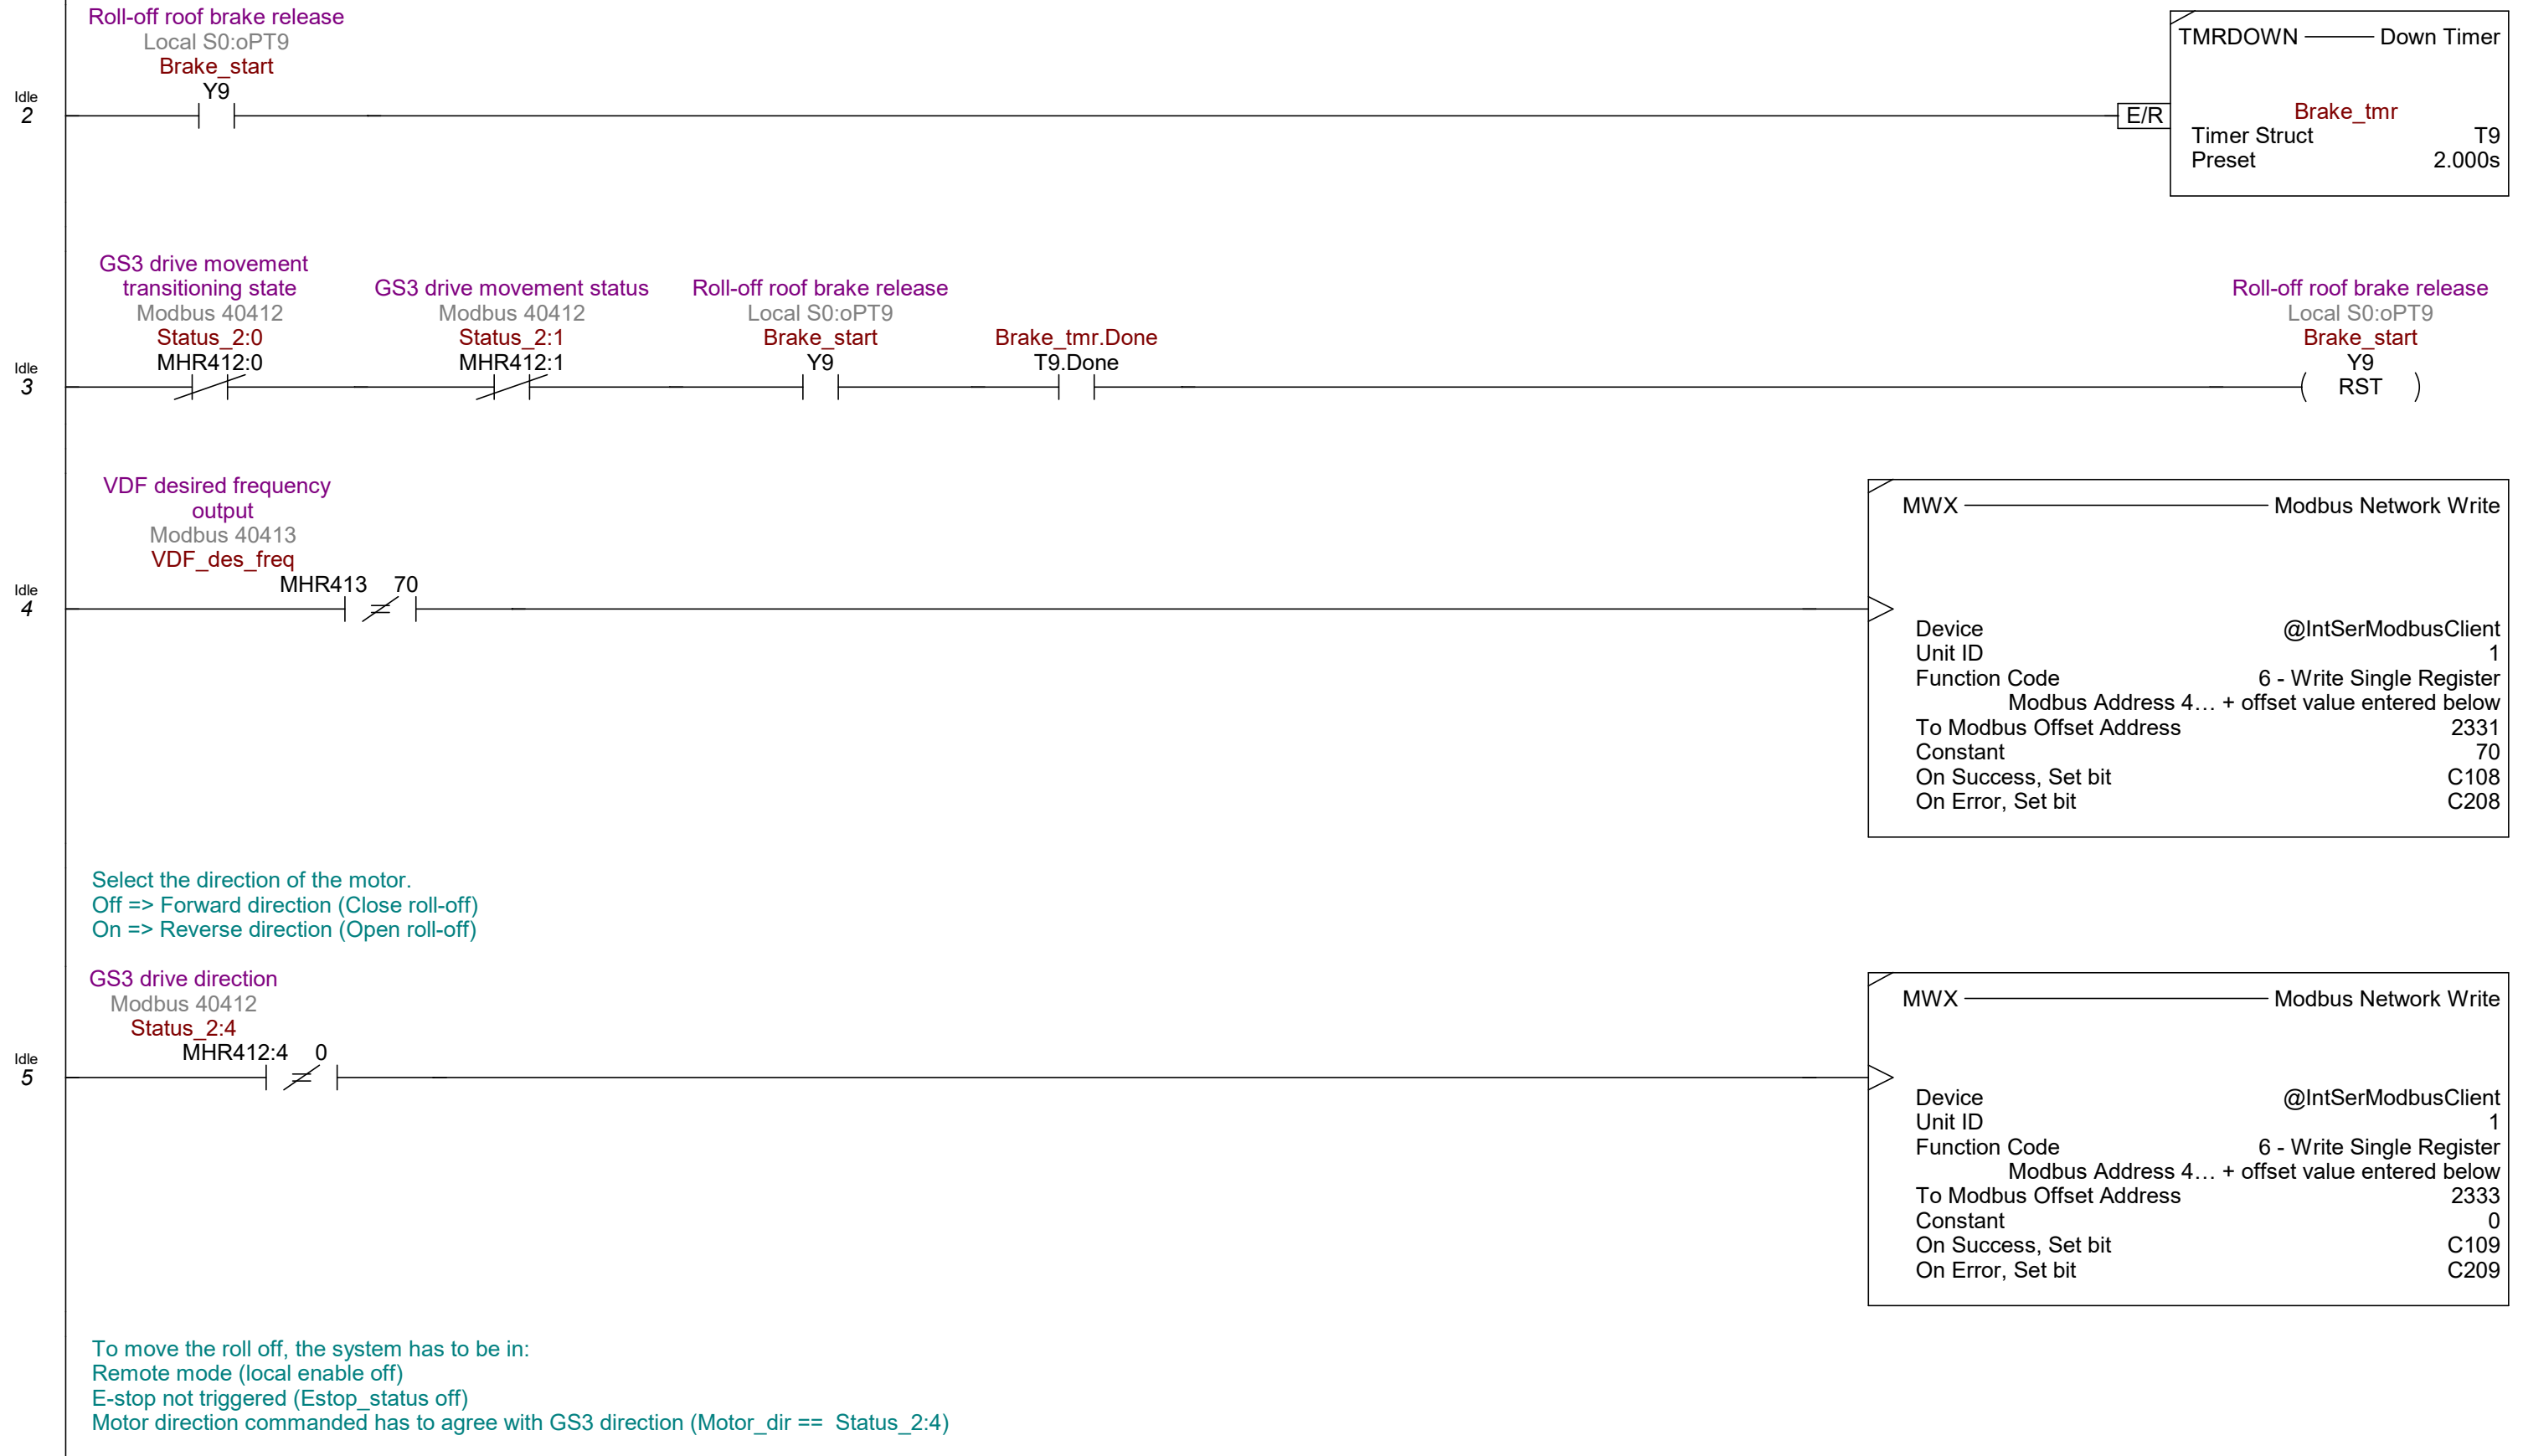 Roll-off roof brake release
Local S0:oPT9
Brake_start
Y9
Idle
2
TMRDOWN Down Timer
E/R
Brake_tmr
Timer Struct T9
Preset 2.000s
GS3 drive movement
transitioning state
Modbus 40412
Status_2:0
MHR412:0
GS3 drive movement status
Modbus 40412
Status_2:1
MHR412:1
Roll-off roof brake release
Local S0:oPT9
Brake_start
Y9
Brake_tmr.Done
T9.Done
Roll-off roof brake release
Local S0:oPT9
Brake_start
Y9
RST
Idle
3
VDF desired frequency
output
Modbus 40413
VDF_des_freq
MHR413 70
Idle
4
MWX Modbus Network Write
Device @IntSerModbusClient
Unit ID 1
Function Code 6 - Write Single Register
Modbus Address 4… + offset value entered below
To Modbus Offset Address 2331
Constant 70
On Success, Set bit C108
On Error, Set bit C208
Select the direction of the motor.
Off => Forward direction (Close roll-off)
On => Reverse direction (Open roll-off)
GS3 drive direction
Modbus 40412
Status_2:4
MHR412:4 0
Idle
5
MWX Modbus Network Write
Device @IntSerModbusClient
Unit ID 1
Function Code 6 - Write Single Register
Modbus Address 4… + offset value entered below
To Modbus Offset Address 2333
Constant 0
On Success, Set bit C109
On Error, Set bit C209
To move the roll off, the system has to be in:
Remote mode (local enable off)
E-stop not triggered (Estop_status off)
Motor direction commanded has to agree with GS3 direction (Motor_dir == Status_2:4)